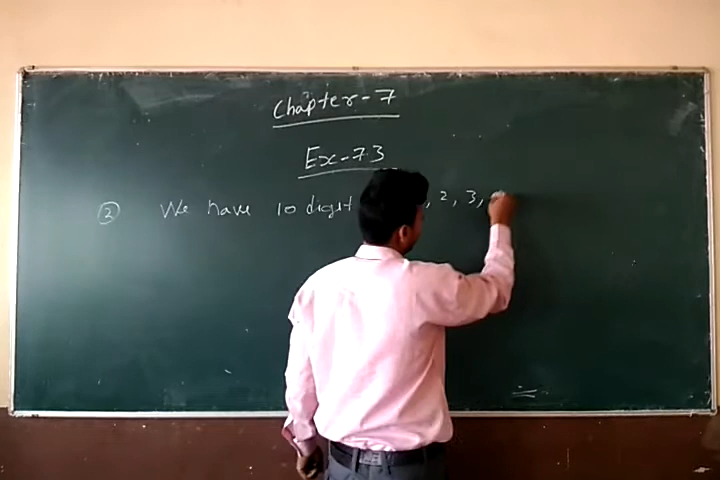 Chapter-7
Ex-7.3
② We have 10 digit , 2, 3,